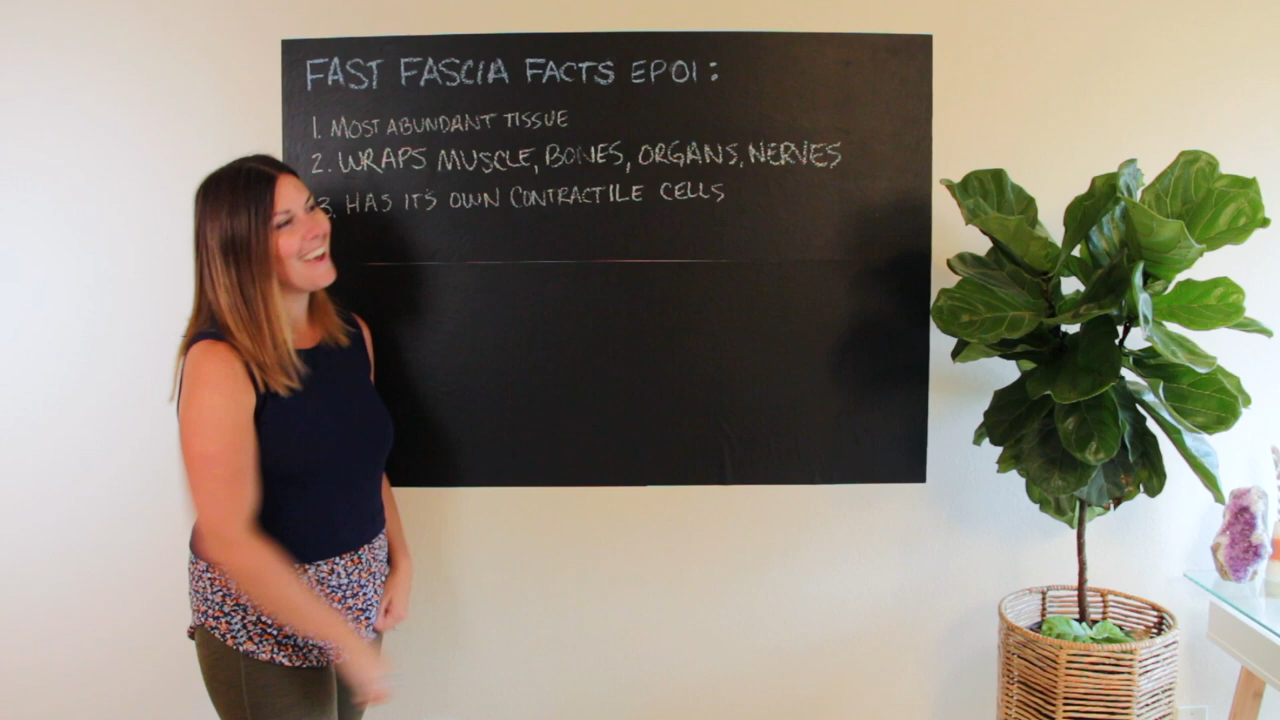 FAST FASCIA FACTS EP01:
1. MOST ABUNDANT TISSUE
2. WRAPS MUSCLE, BONES, ORGANS, NERVES
3. HAS IT'S OWN CONTRACTILE CELLS